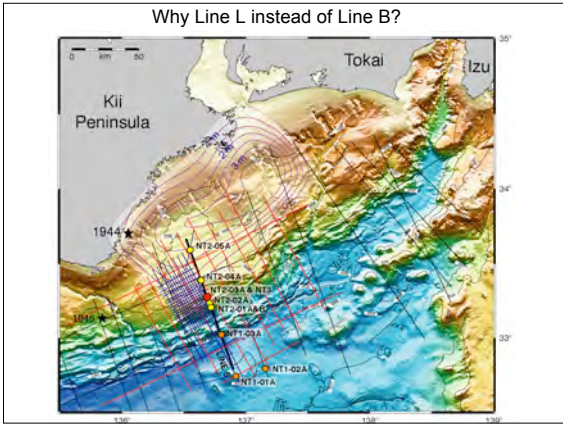 Why Line L instead of Line B?
0 km 50
Tokai
Izu
Kii
Peninsula
35°
34°
33°
1944
NT2-05A
NT2-04A
NT2-03A & NT3
NT2-02A
NT2-01A&B
NT1-03A
NT1-02A
NT1-01A
136°
137°
138°
139°